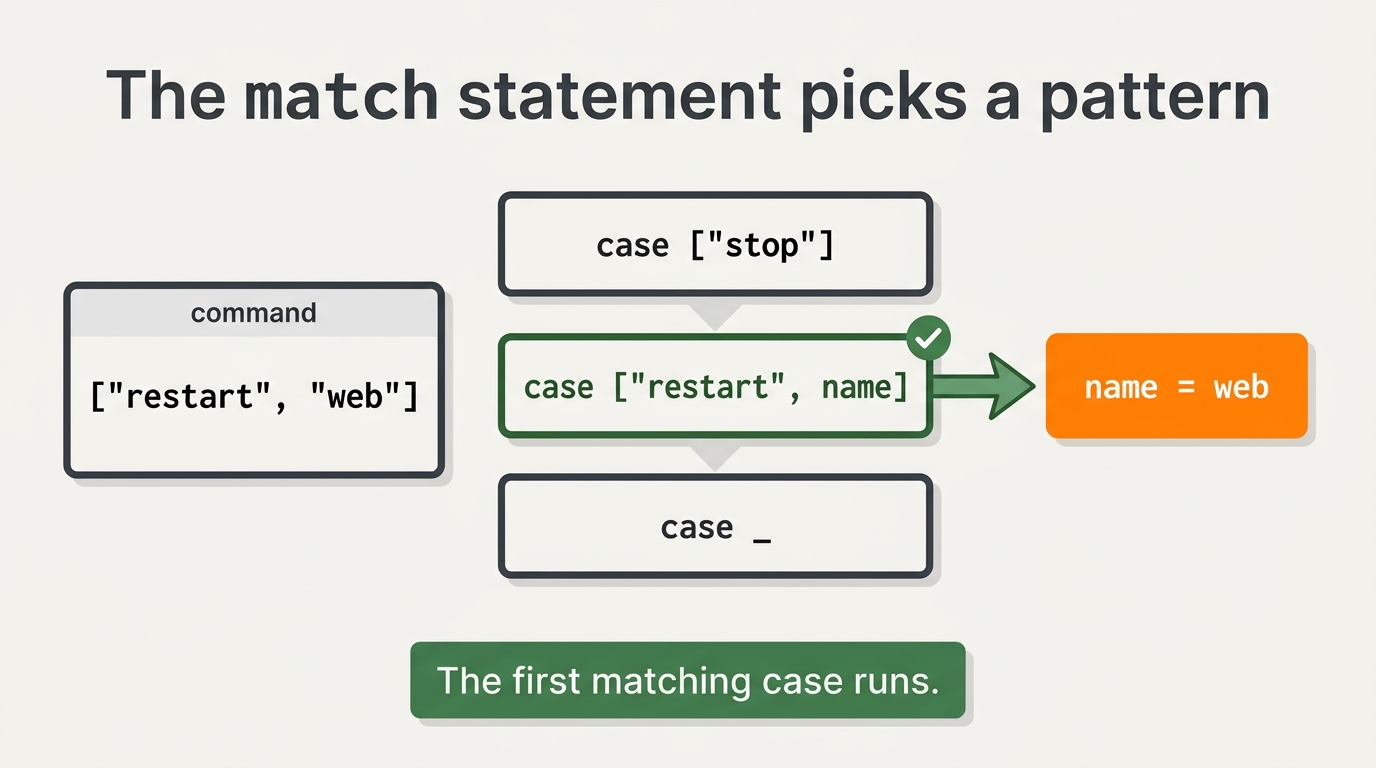 The match statement picks a pattern
command
["restart", "web"]
case ["stop"]
case ["restart", name]
name = web
case _
The first matching case runs.